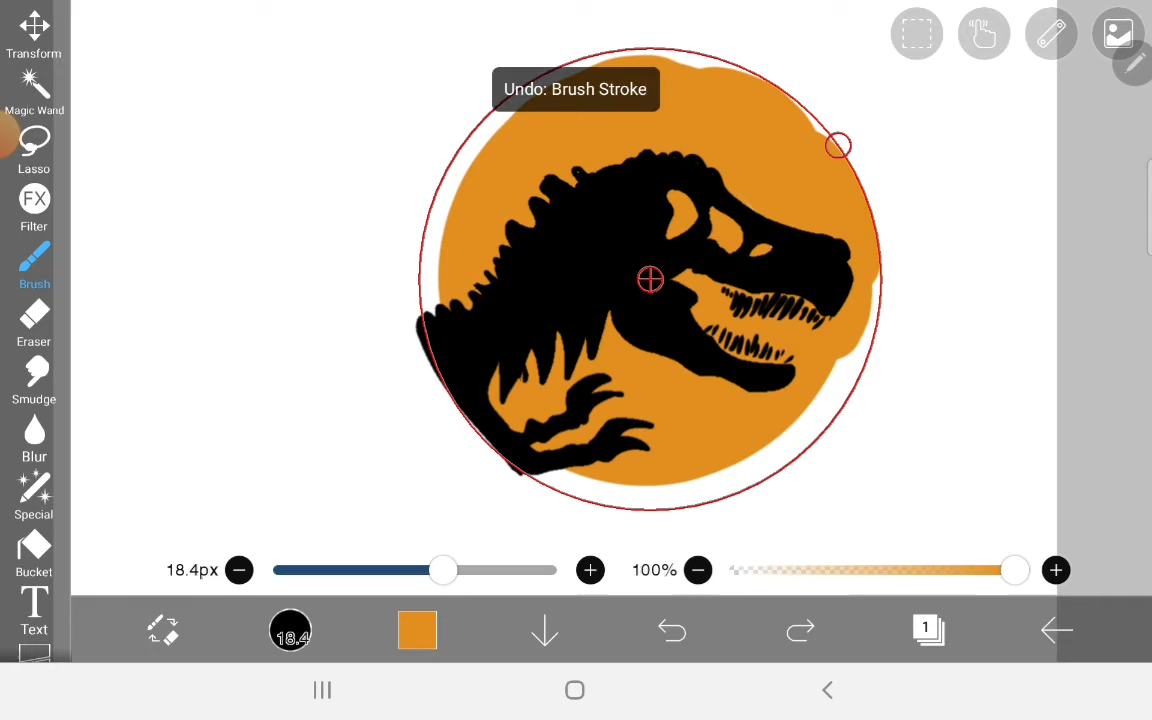 Transform
Magic Wand
Lasso
FX
Filter
Brush
Eraser
Smudge
Blur
Special
Bucket
T
Text
Undo: Brush Stroke
18.4px
100%
18.4
1